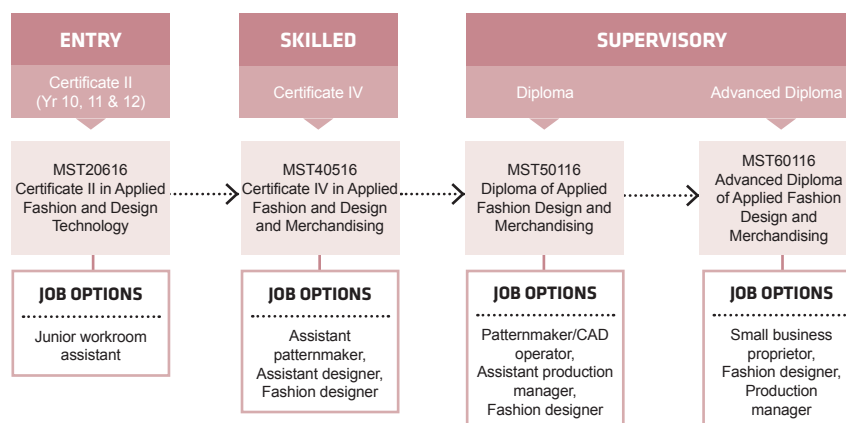 ENTRY
Certificate II
(Yr 10, 11 & 12)
MST20616
Certificate II in Applied
Fashion and Design
Technology
JOB OPTIONS
Junior workroom
assistant
SKILLED
Certificate IV
MST40516
Certificate IV in Applied
Fashion and Design
and Merchandising
JOB OPTIONS
Assistant
patternmaker,
Assistant designer,
Fashion designer
SUPERVISORY
Diploma
MST50116
Diploma of Applied
Fashion Design and
Merchandising
JOB OPTIONS
Patternmaker/CAD
operator,
Assistant production
manager,
Fashion designer
Advanced Diploma
MST60116
Advanced Diploma
of Applied Fashion
Design and
Merchandising
JOB OPTIONS
Small business
proprietor,
Fashion designer,
Production
manager